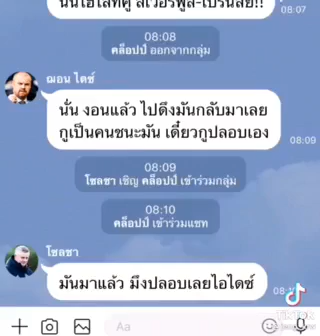 08:07
08:08
คล็อปป์ ออกจากกลุ่ม
ฌอน ไดซ์
นั่น งอนแล้ว ไปดึงมันกลับมาเลย
กูเป็นคนชนะมัน เดี๋ยวกูปลอบเอง
08:09
08:09
โซลชา เชิญ คล็อปป์ เข้าร่วมกลุ่ม
08:10
คล็อปป์ เข้าร่วมแชท
โซลชา
มันมาแล้ว มึงปลอบเลยไอไดซ์
TikTok
Aa